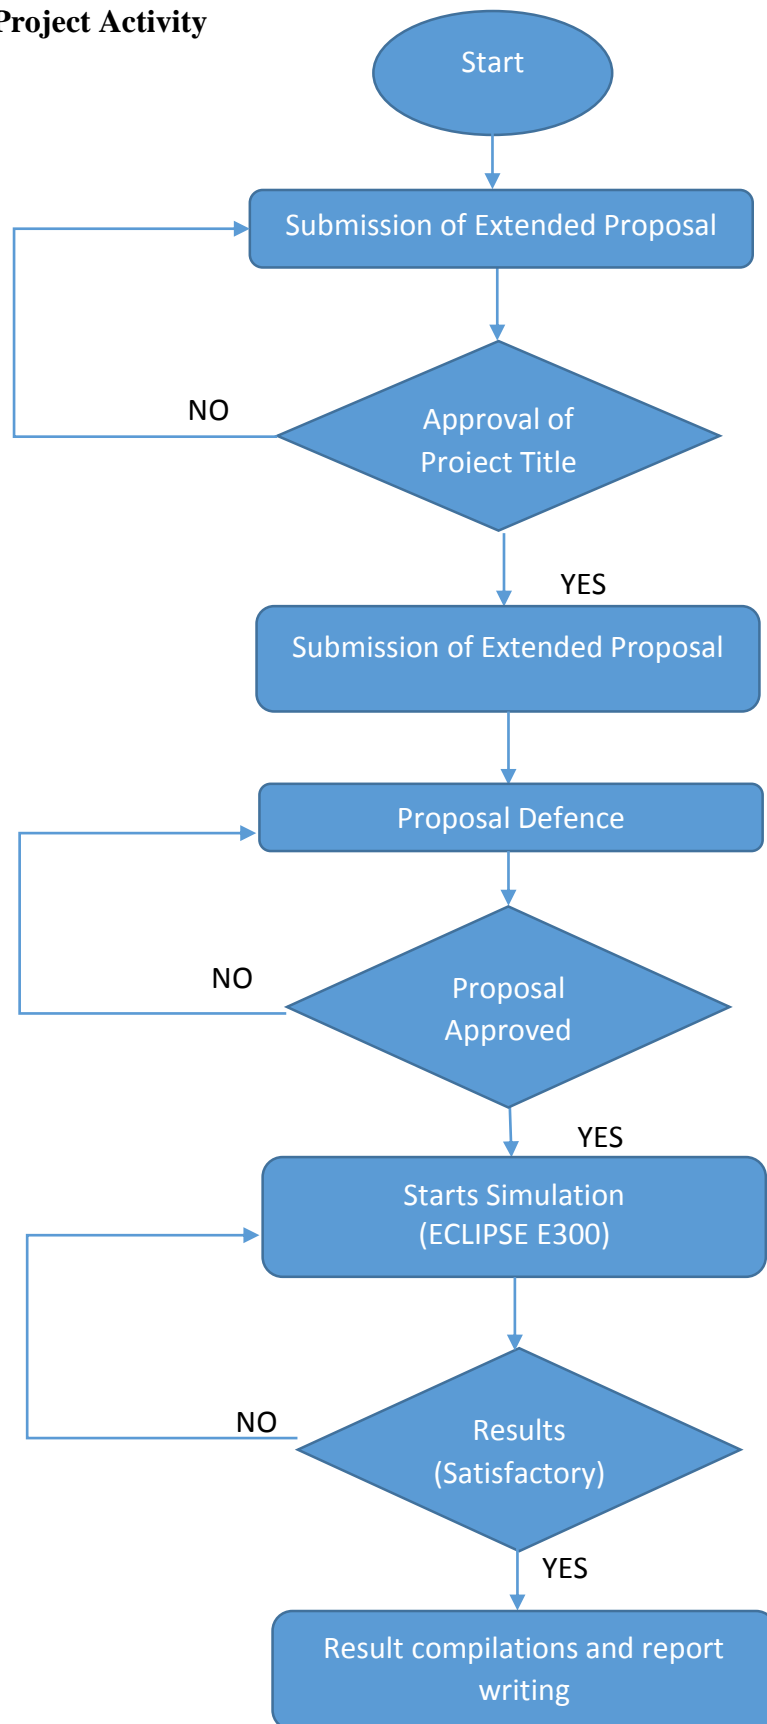 Project Activity
Start
Submission of Extended Proposal
NO
Approval of
Project Title
YES
Submission of Extended Proposal
Proposal Defence
NO
Proposal
Approved
YES
Starts Simulation
(ECLIPSE E300)
NO
Results
(Satisfactory)
YES
Result compilations and report
writing